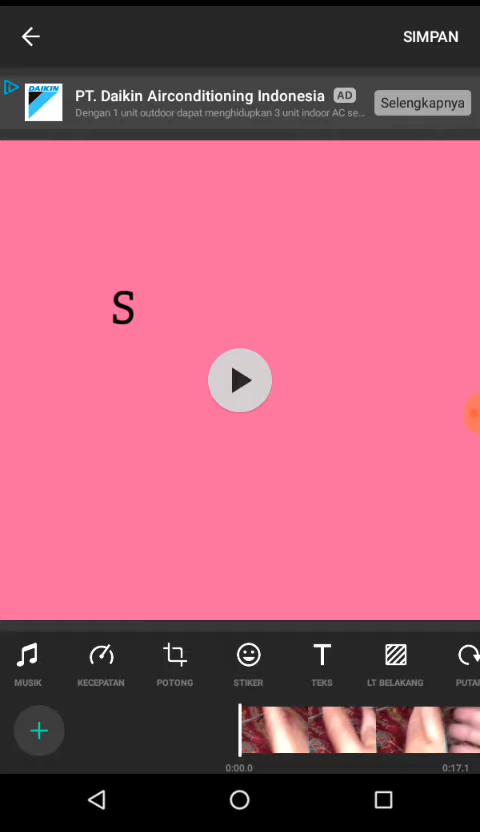 SIMPAN
DAIKIN
PT. Daikin Airconditioning Indonesia AD
Dengan 1 unit outdoor dapat menghidupkan 3 unit indoor AC se...
Selengkapnya
S
MUSIK KECEPATAN POTONG STIKER TEKS LT BELAKANG PUTAR
0:00.0 0:17.1